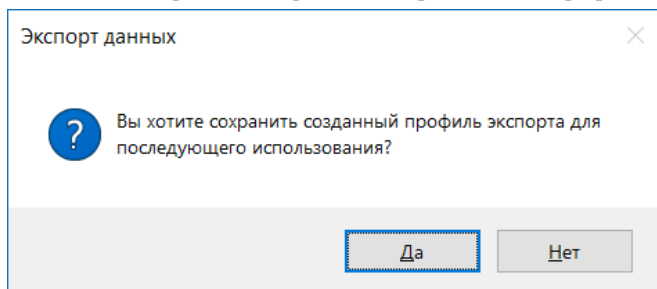 Экспорт данных
Вы хотите сохранить созданный профиль экспорта для
последующего использования?
Да
Нет